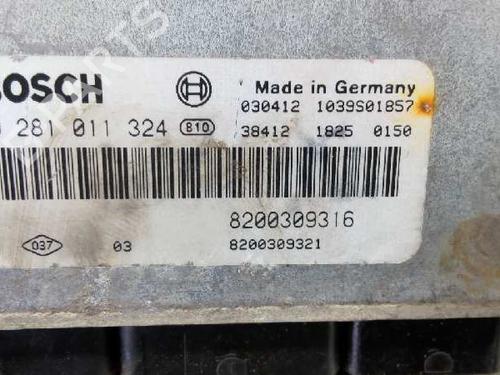 BOSCH
Made in Germany
030412 1039S01857
281 011 324 B10
38412 1825 0150
8200309316
037 03 8200309321